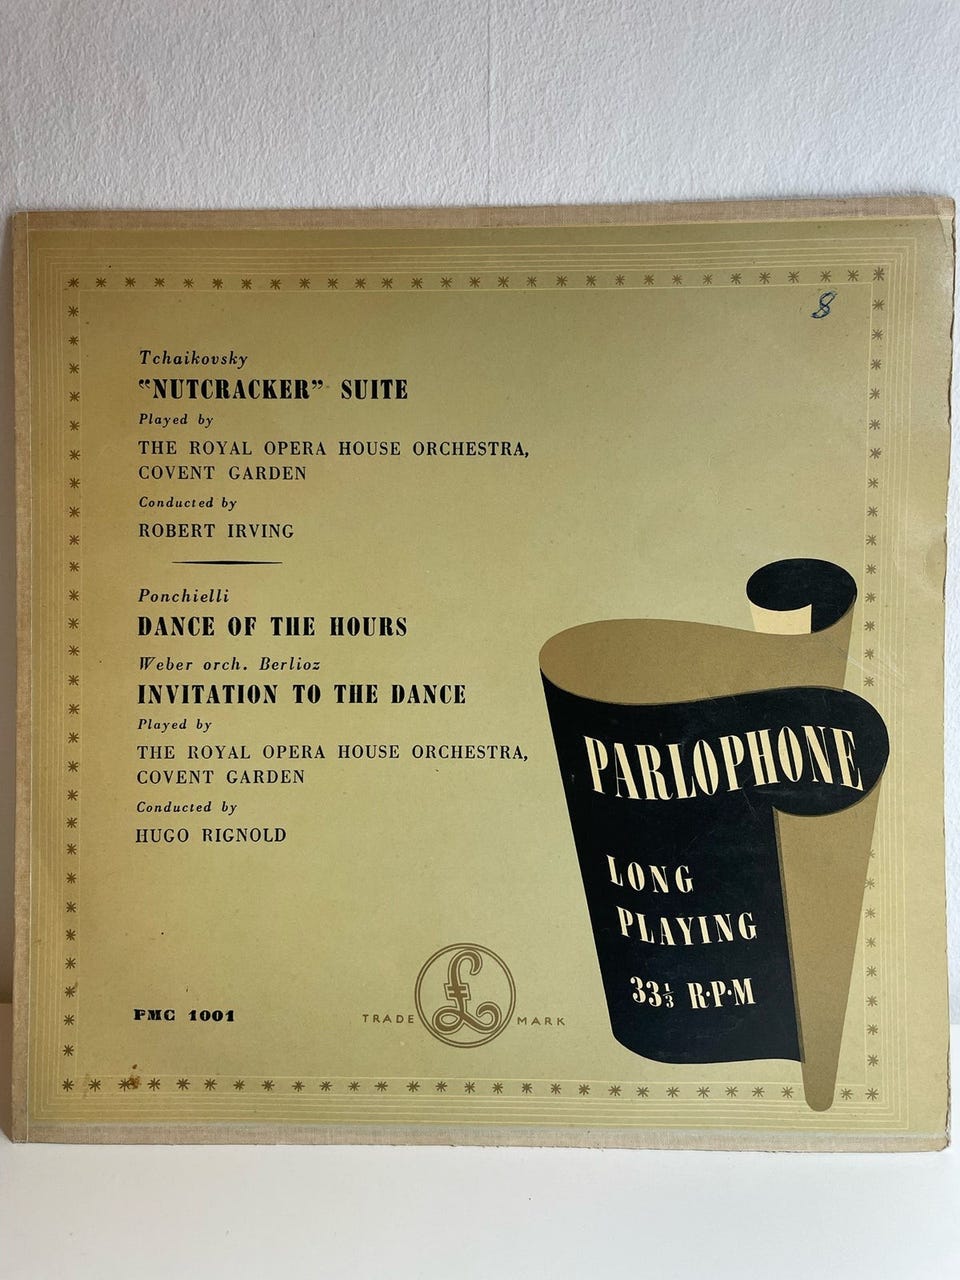 8
Tchaikovsky
“NUTCRACKER” SUITE
Played by
THE ROYAL OPERA HOUSE ORCHESTRA,
COVENT GARDEN
Conducted by
ROBERT IRVING
Ponchielli
DANCE OF THE HOURS
Weber orch. Berlioz
INVITATION TO THE DANCE
Played by
THE ROYAL OPERA HOUSE ORCHESTRA,
COVENT GARDEN
Conducted by
HUGO RIGNOLD
PARLOPHONE
LONG
PLAYING
33⅓ R·P·M
PMC 1001
TRADE £ MARK